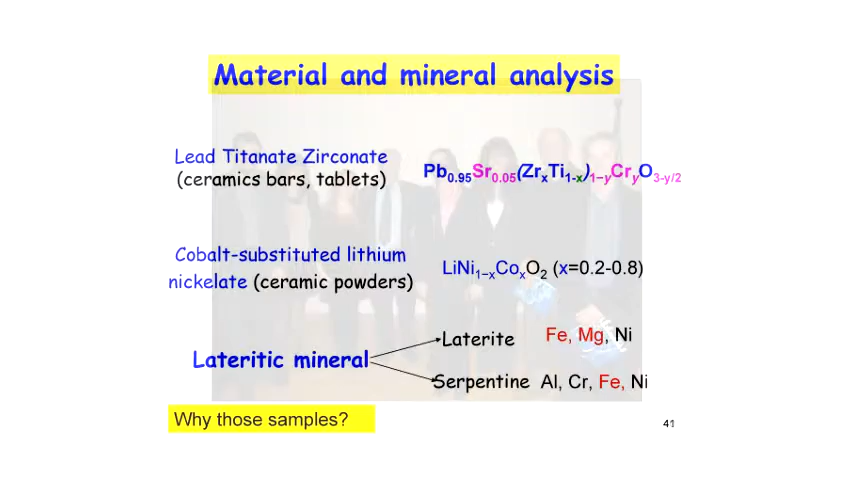 Material and mineral analysis
Lead Titanate Zirconate
(ceramics bars, tablets)
Pb0.95Sr0.05(ZrxTi1-x)1−yCryO3-y/2
Cobalt-substituted lithium
nickelate (ceramic powders)
LiNi1−xCoxO2 (x=0.2-0.8)
Lateritic mineral
Laterite Fe, Mg, Ni
Serpentine Al, Cr, Fe, Ni
Why those samples?
41